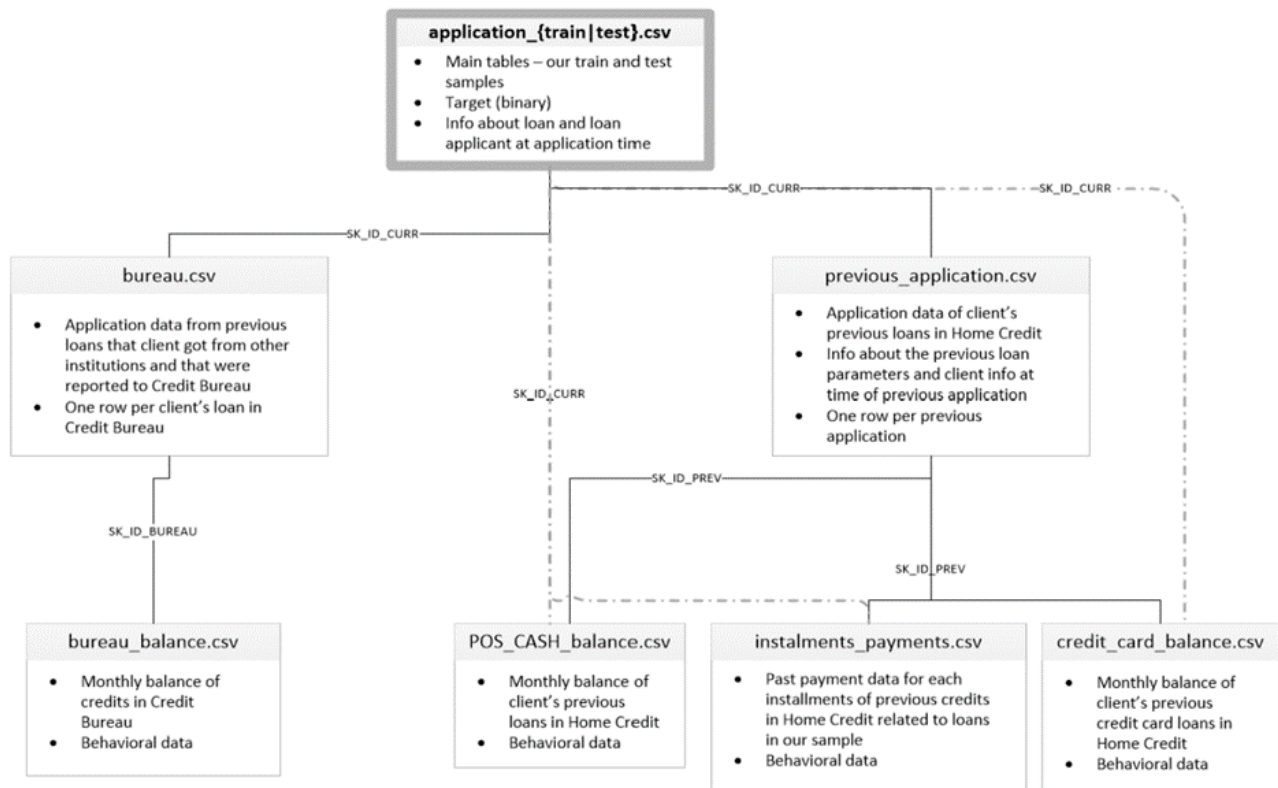 application_{train|test}.csv
• Main tables – our train and test
samples
• Target (binary)
• Info about loan and loan
applicant at application time
SK_ID_CURR
SK_ID_CURR
SK_ID_CURR
bureau.csv
• Application data from previous
loans that client got from other
institutions and that were
reported to Credit Bureau
• One row per client's loan in
Credit Bureau
previous_application.csv
• Application data of client's
previous loans in Home Credit
• Info about the previous loan
parameters and client info at
time of previous application
• One row per previous
application
SK_ID_CURR
SK_ID_PREV
SK_ID_BUREAU
SK_ID_PREV
bureau_balance.csv
• Monthly balance of
credits in Credit
Bureau
• Behavioral data
POS_CASH_balance.csv
• Monthly balance of
client's previous
loans in Home Credit
• Behavioral data
instalments_payments.csv
• Past payment data for each
installments of previous credits
in Home Credit related to loans
in our sample
• Behavioral data
credit_card_balance.csv
• Monthly balance of
client's previous
credit card loans in
Home Credit
• Behavioral data